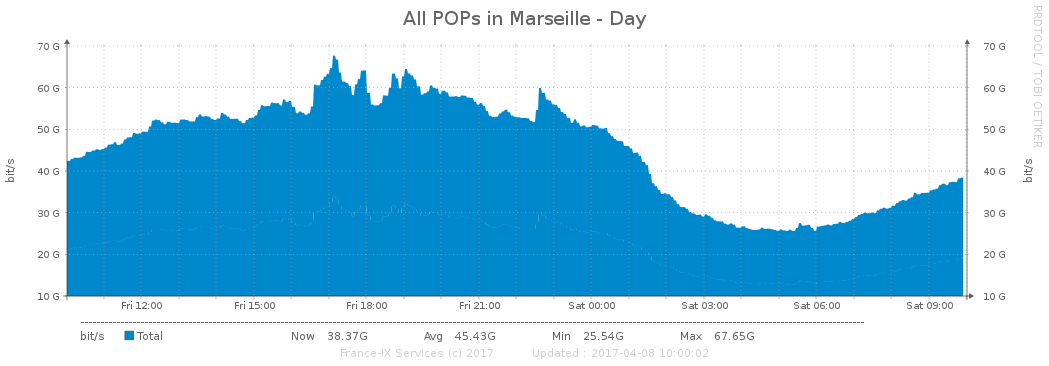 All POPs in Marseille - Day
RRDTOOL / TOBI OETIKER
bit/s
70 G
60 G
50 G
40 G
30 G
20 G
10 G
70 G
60 G
50 G
40 G
30 G
20 G
10 G
bit/s
Fri 12:00 Fri 15:00 Fri 18:00 Fri 21:00 Sat 00:00 Sat 03:00 Sat 06:00 Sat 09:00
bit/s Total Now 38.37G Avg 45.43G Min 25.54G Max 67.65G
France-IX Services (c) 2017 Updated : 2017-04-08 10:00:02